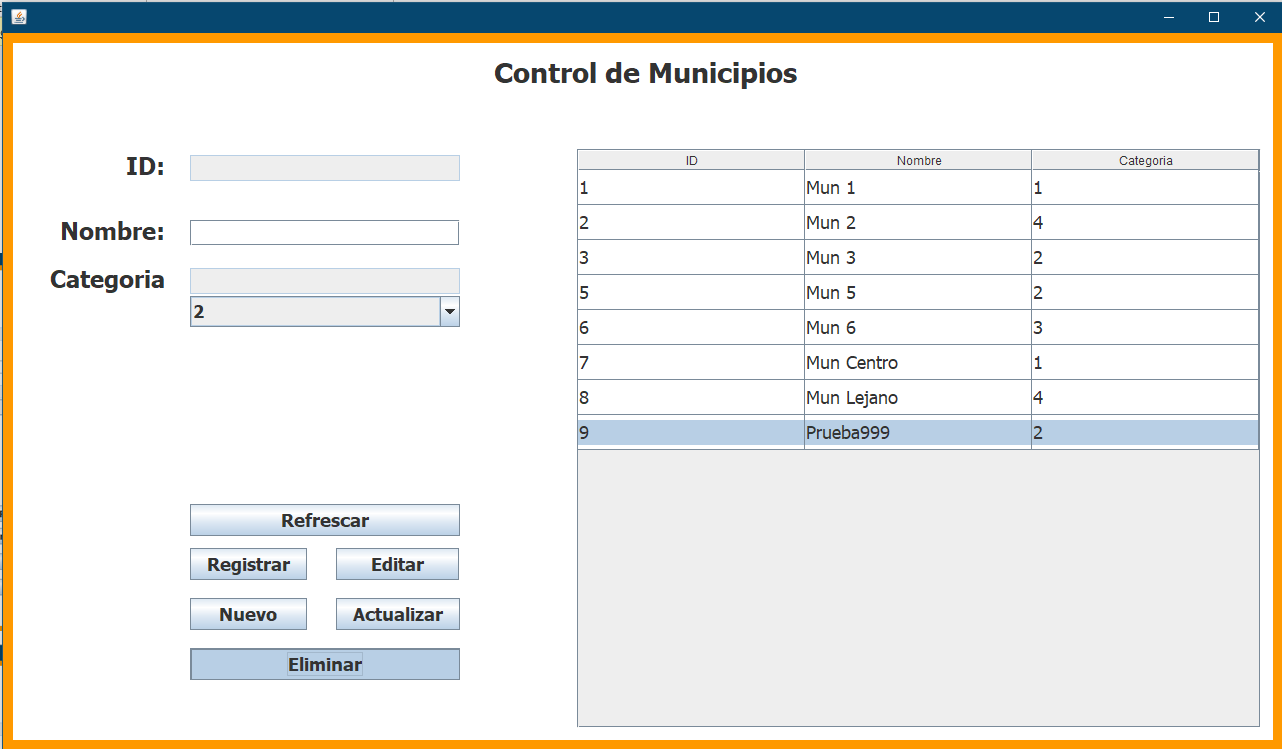 Control de Municipios
ID:
Nombre:
Categoria
2
Refrescar
Registrar Editar
Nuevo Actualizar
Eliminar
ID Nombre Categoria
1 Mun 1 1
2 Mun 2 4
3 Mun 3 2
5 Mun 5 2
6 Mun 6 3
7 Mun Centro 1
8 Mun Lejano 4
9 Prueba999 2